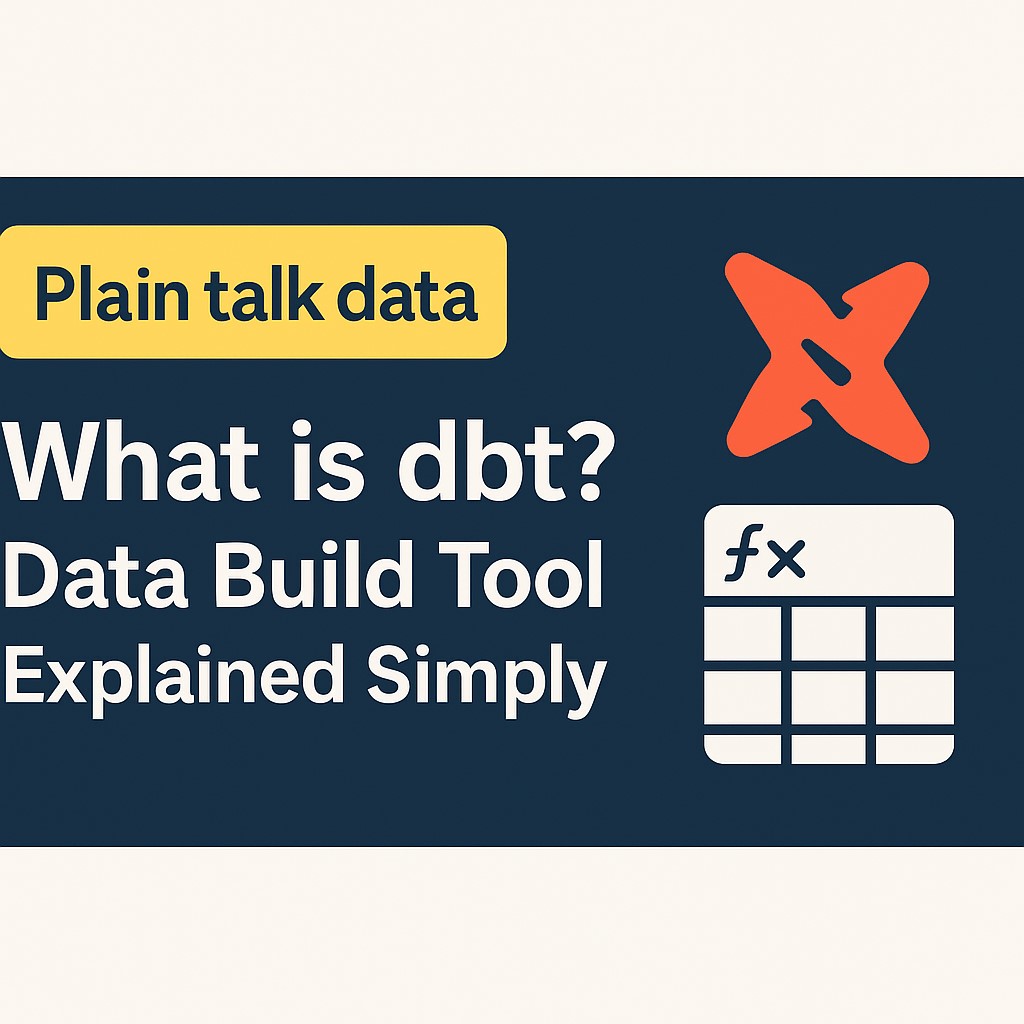 Plain talk data
What is dbt?
Data Build Tool
Explained Simply
fx